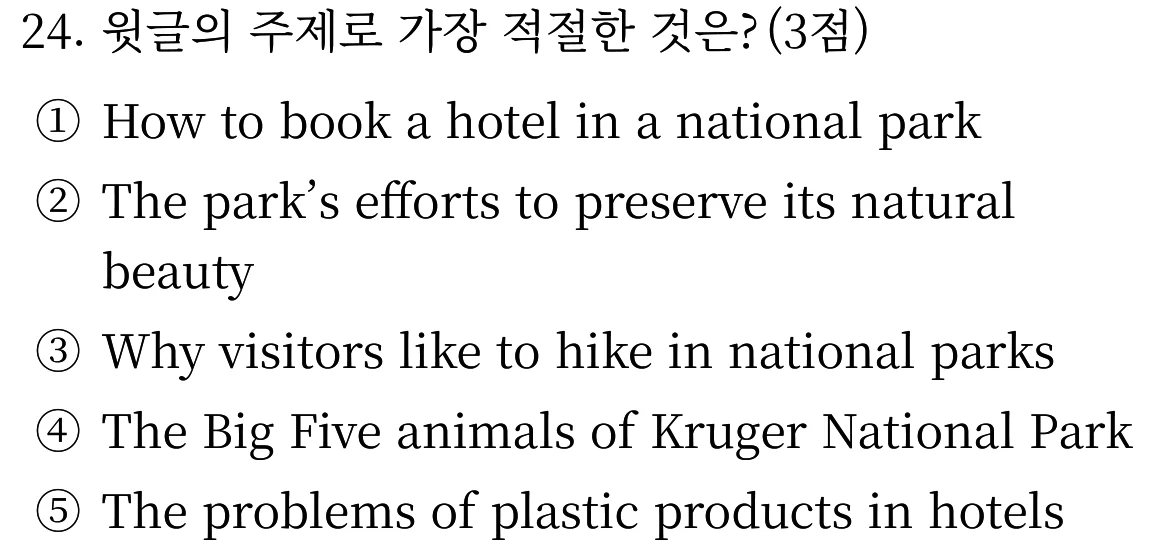 24. 윗글의 주제로 가장 적절한 것은? (3점)
① How to book a hotel in a national park
② The park’s efforts to preserve its natural
beauty
③ Why visitors like to hike in national parks
④ The Big Five animals of Kruger National Park
⑤ The problems of plastic products in hotels